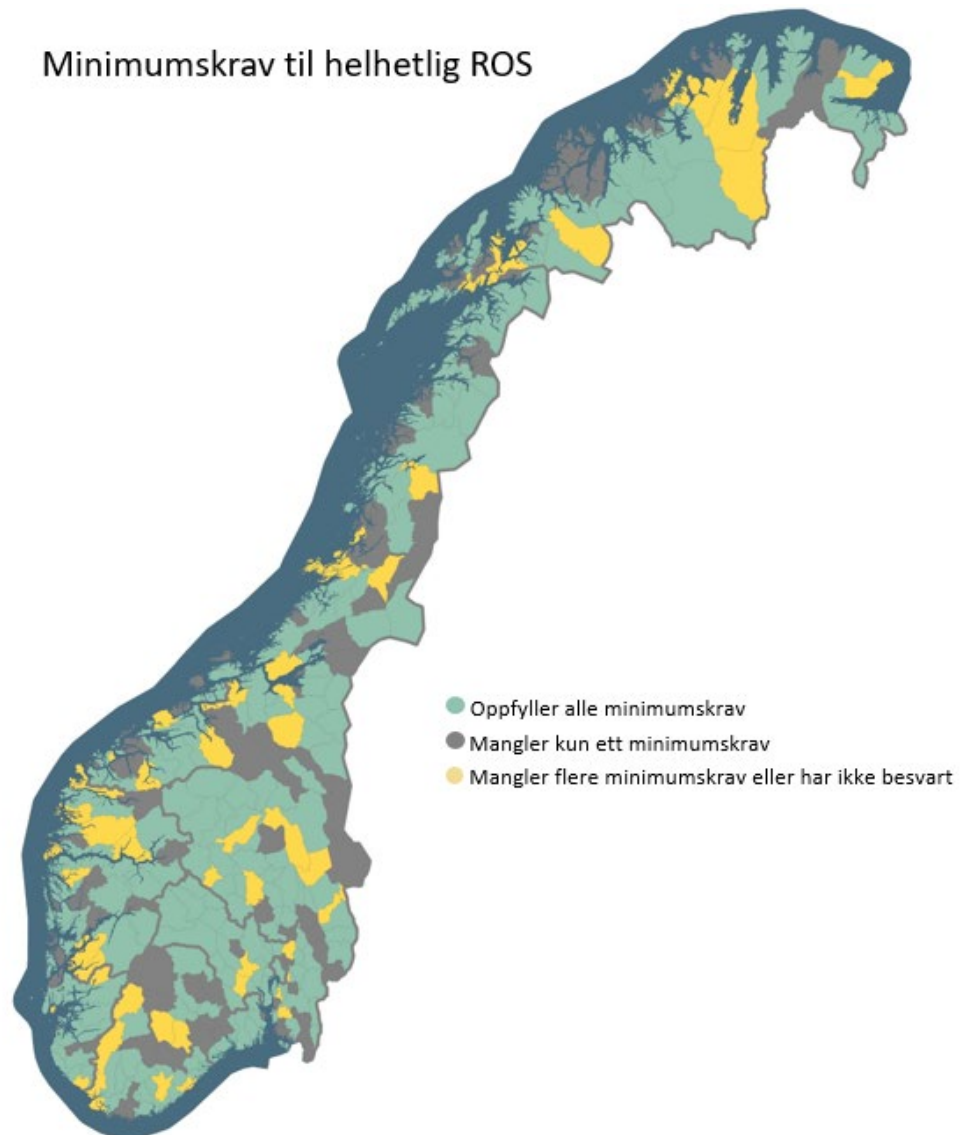 Minimumskrav til helhetlig ROS
Oppfyller alle minimumskrav
Mangler kun ett minimumskrav
Mangler flere minimumskrav eller har ikke besvart